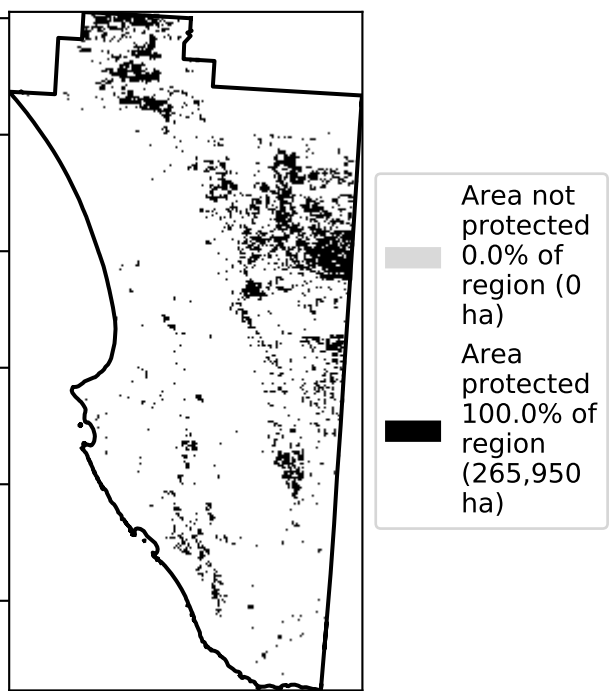 Area not
protected
0.0% of
region (0
ha)
Area
protected
100.0% of
region
(265,950
ha)